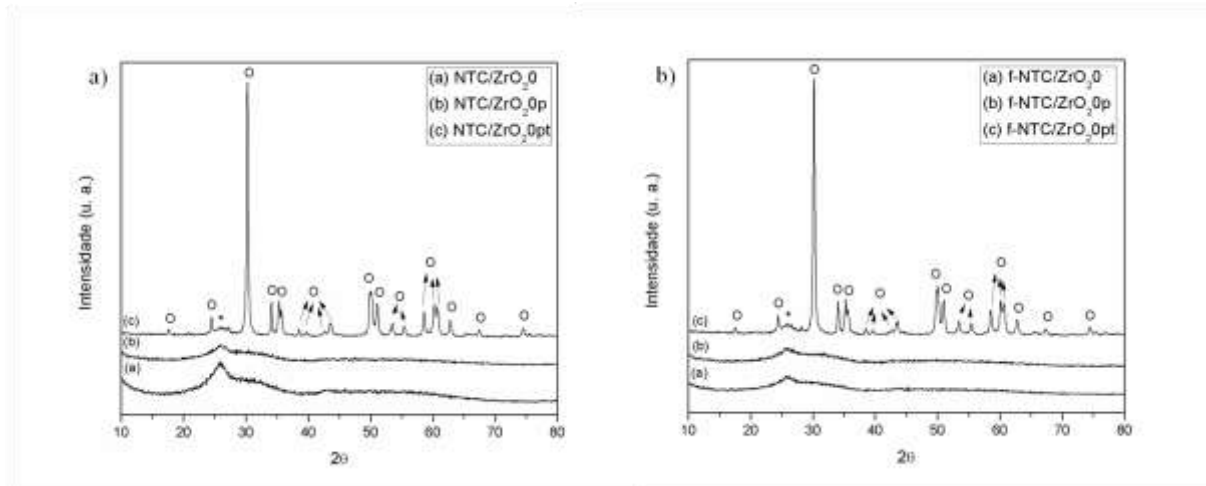 a)
Intensidade (u. a.)
(a) NTC/ZrO₂0
(b) NTC/ZrO₂0p
(c) NTC/ZrO₂0pt
(c)
(b)
(a)
10 20 30 40 50 60 70 80
2θ
b)
Intensidade (u. a.)
(a) f-NTC/ZrO₂0
(b) f-NTC/ZrO₂0p
(c) f-NTC/ZrO₂0pt
(c)
(b)
(a)
10 20 30 40 50 60 70 80
2θ